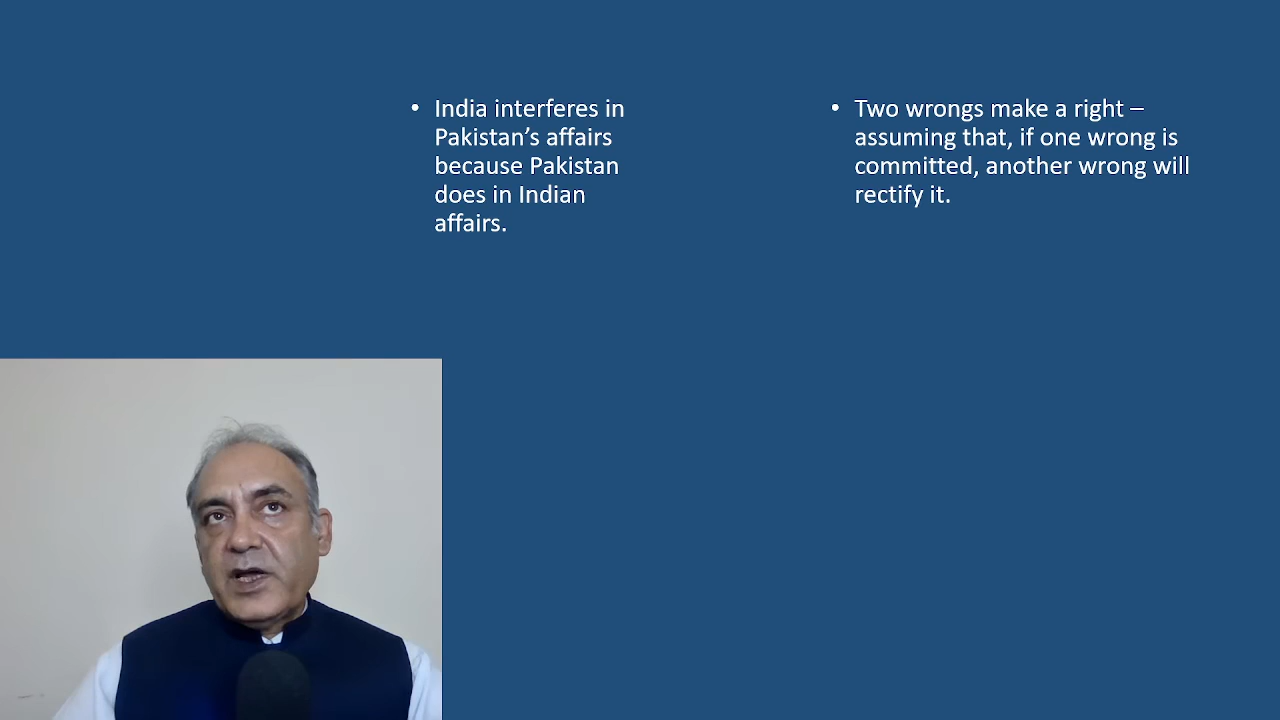 • India interferes in
Pakistan’s affairs
because Pakistan
does in Indian
affairs.
• Two wrongs make a right –
assuming that, if one wrong is
committed, another wrong will
rectify it.